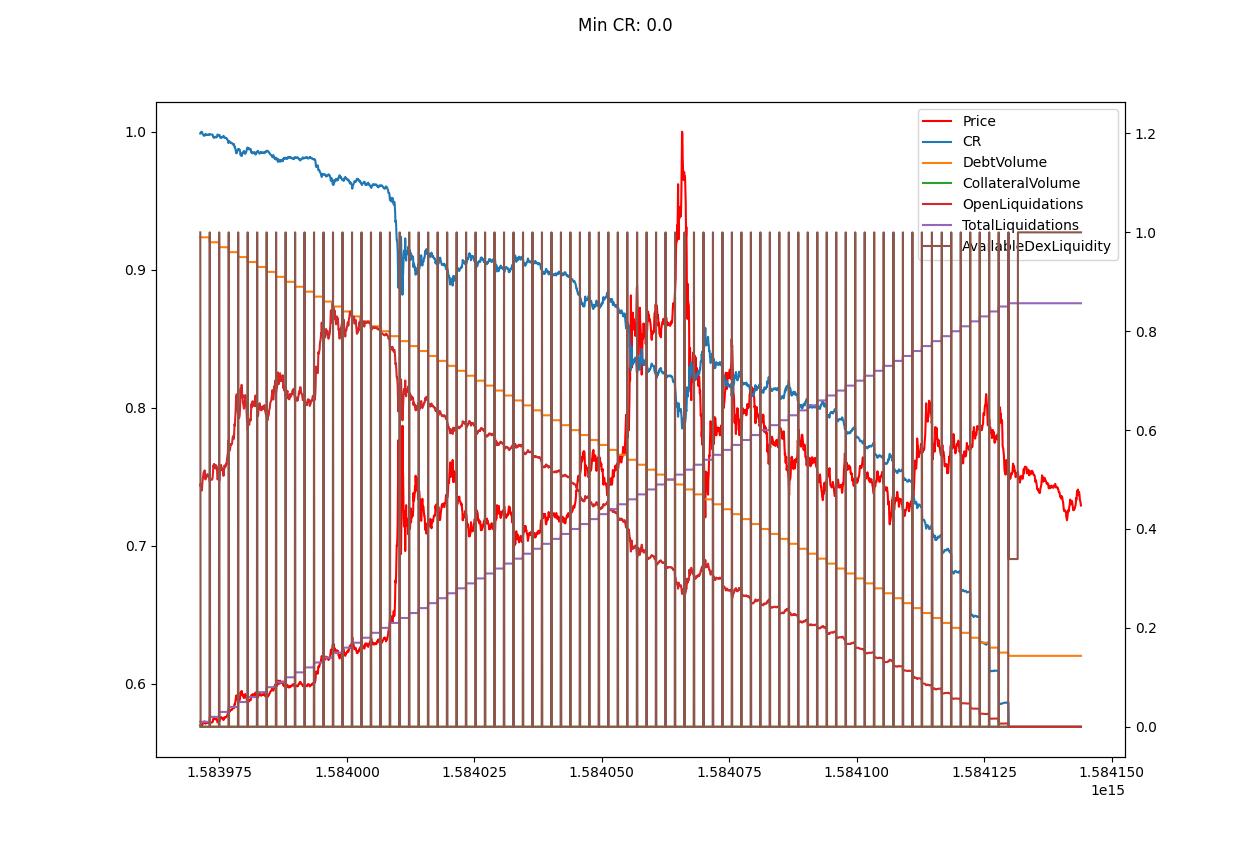 Min CR: 0.0
1.0
0.9
0.8
0.7
0.6
1.2
1.0
0.8
0.6
0.4
0.2
0.0
Price
CR
DebtVolume
CollateralVolume
OpenLiquidations
TotalLiquidations
AvailableDexLiquidity
1.583975
1.584000
1.584025
1.584050
1.584075
1.584100
1.584125
1.584150
1e15